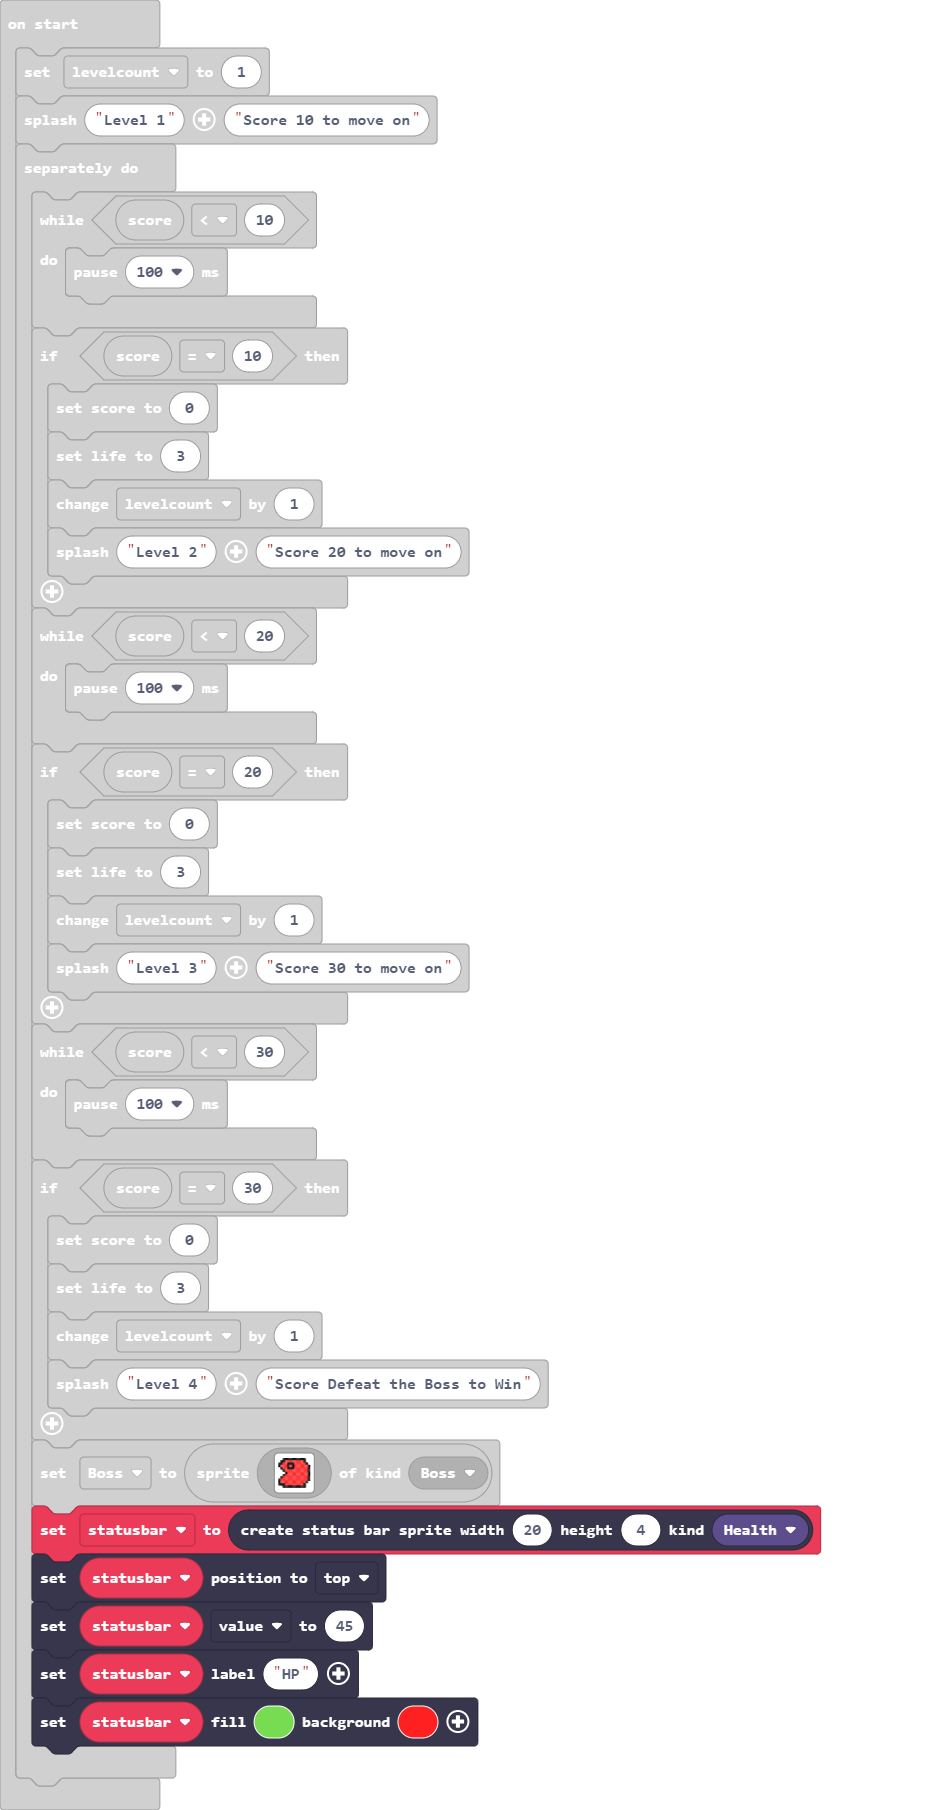 on start
set levelcount to 1
splash "Level 1" "Score 10 to move on"
separately do
while score < 10
do pause 100 ms
if score = 10 then
set score to 0
set life to 3
change levelcount by 1
splash "Level 2" "Score 20 to move on"
while score < 20
do pause 100 ms
if score = 20 then
set score to 0
set life to 3
change levelcount by 1
splash "Level 3" "Score 30 to move on"
while score < 30
do pause 100 ms
if score = 30 then
set score to 0
set life to 3
change levelcount by 1
splash "Level 4" "Score Defeat the Boss to Win"
set Boss to sprite of kind Boss
set statusbar to create status bar sprite width 20 height 4 kind Health
set statusbar position to top
set statusbar value to 45
set statusbar label "HP"
set statusbar fill background